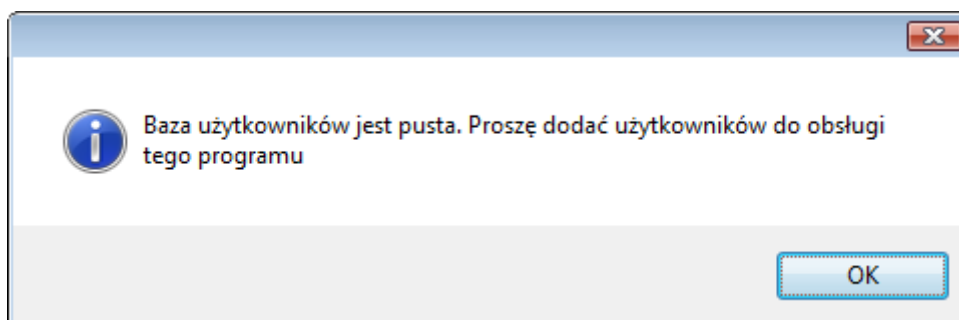 Baza użytkowników jest pusta. Proszę dodać użytkowników do obsługi
tego programu
OK